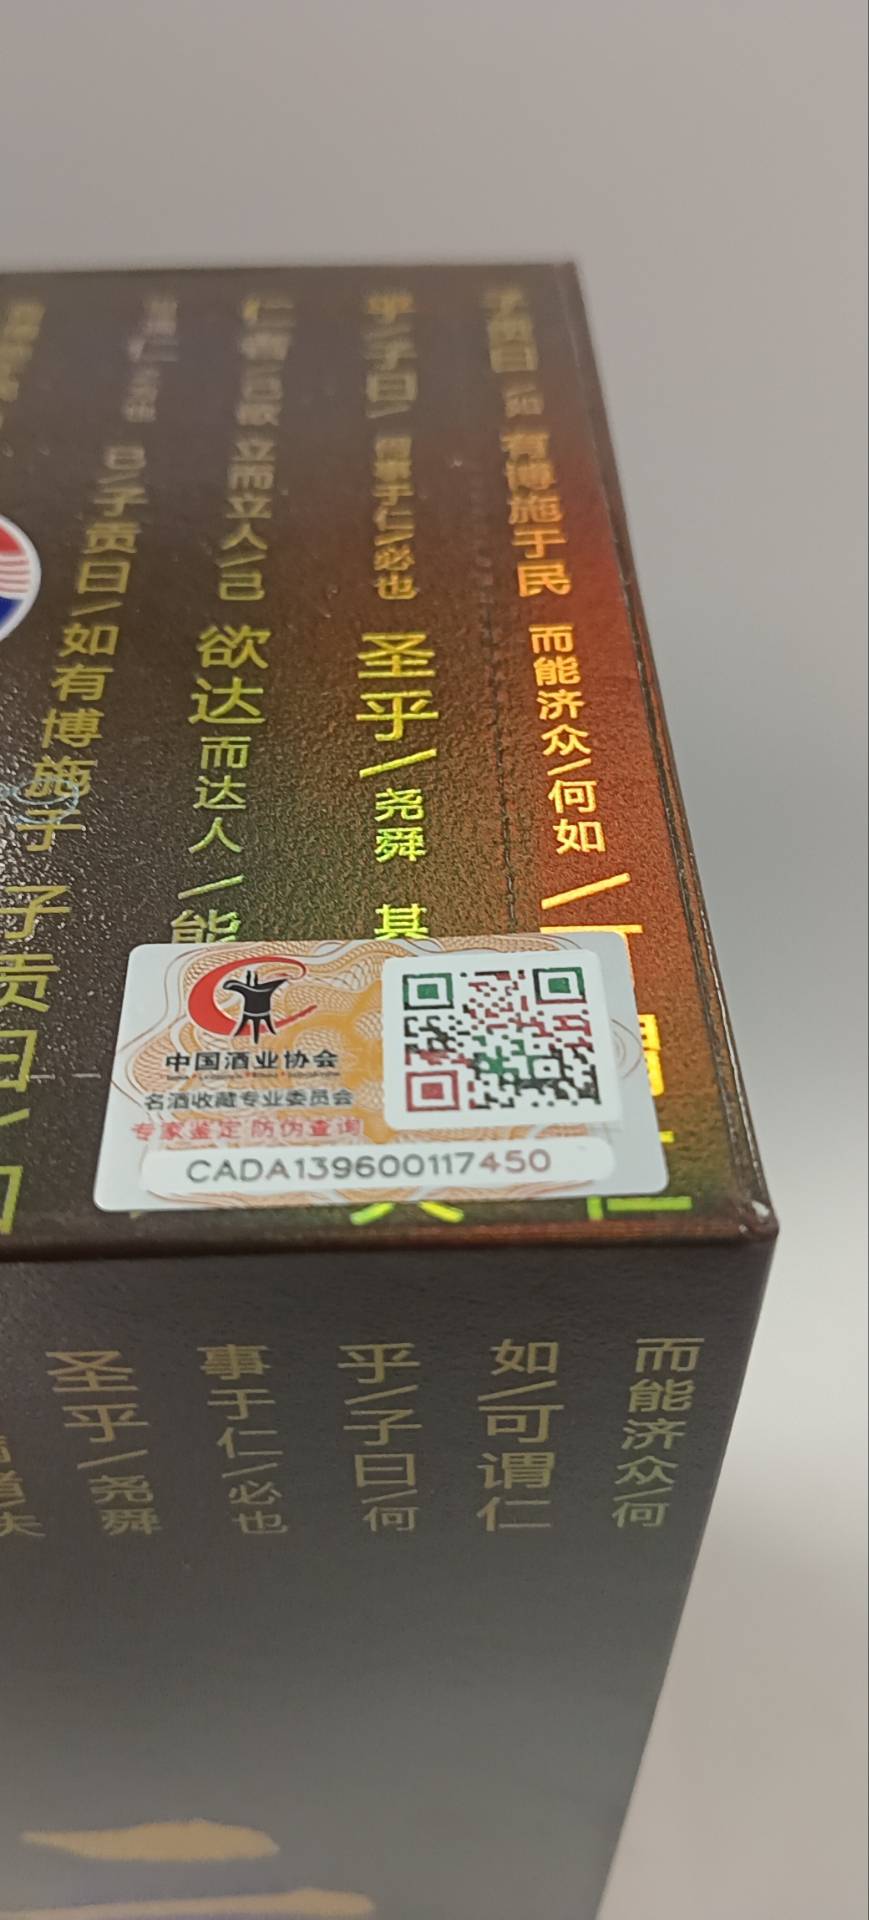 子贡曰
如
有博施于民
而能济众/何如
乎/子曰/
何事于仁/必也
圣乎/
尧舜
其
仁者
己欲
立而立人/己
欲达
而达人
/能
仁
已/子贡曰/如有博施于
子贡曰/如
中国酒业协会
名酒收藏专业委员会
专家鉴定 防伪查询
CADA139600117450
而能济众/何
如/可谓仁
乎/子曰/何
事于仁/必也
圣乎/尧舜